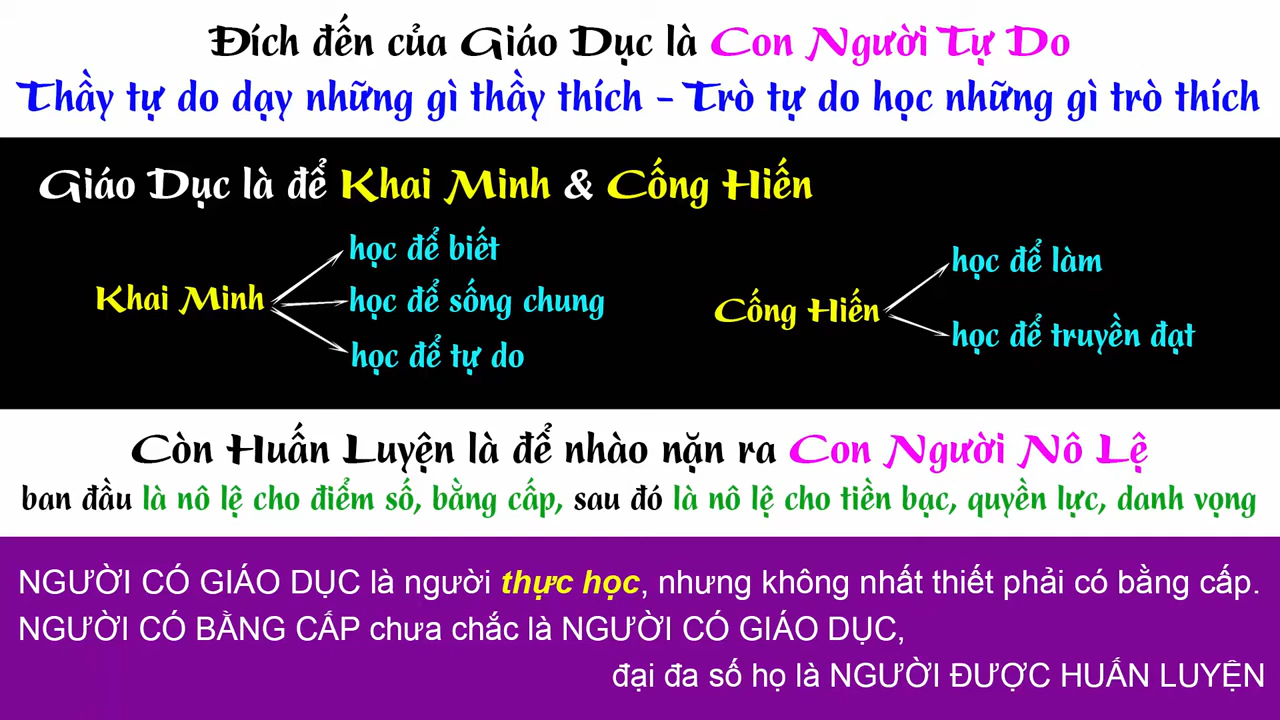 Đích đến của Giáo Dục là Con Người Tự Do
Thầy tự do dạy những gì thầy thích - Trò tự do học những gì trò thích
Giáo Dục là để Khai Minh & Cống Hiến
Khai Minh
học để biết
học để sống chung
học để tự do
Cống Hiến
học để làm
học để truyền đạt
Còn Huấn Luyện là để nhào nặn ra Con Người Nô Lệ
ban đầu là nô lệ cho điểm số, bằng cấp, sau đó là nô lệ cho tiền bạc, quyền lực, danh vọng
NGƯỜI CÓ GIÁO DỤC là người thực học, nhưng không nhất thiết phải có bằng cấp.
NGƯỜI CÓ BẰNG CẤP chưa chắc là NGƯỜI CÓ GIÁO DỤC,
đại đa số họ là NGƯỜI ĐƯỢC HUẤN LUYỆN